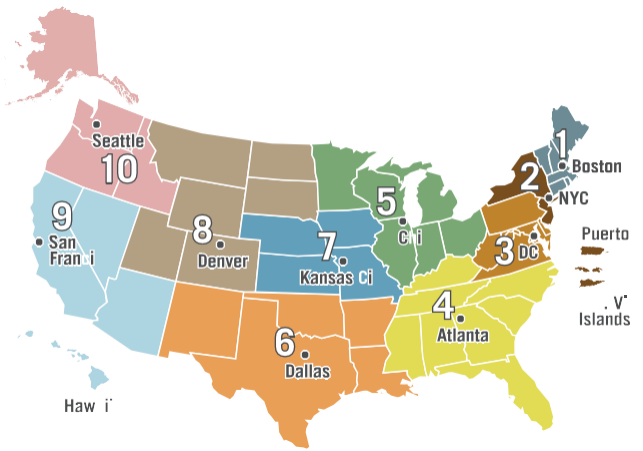 1
Seattle
Boston
10
2
5
NYC
9
8
7
3
DC
Puerto
San
Denver
Kansas
4
Islands
6
Atlanta
Dallas